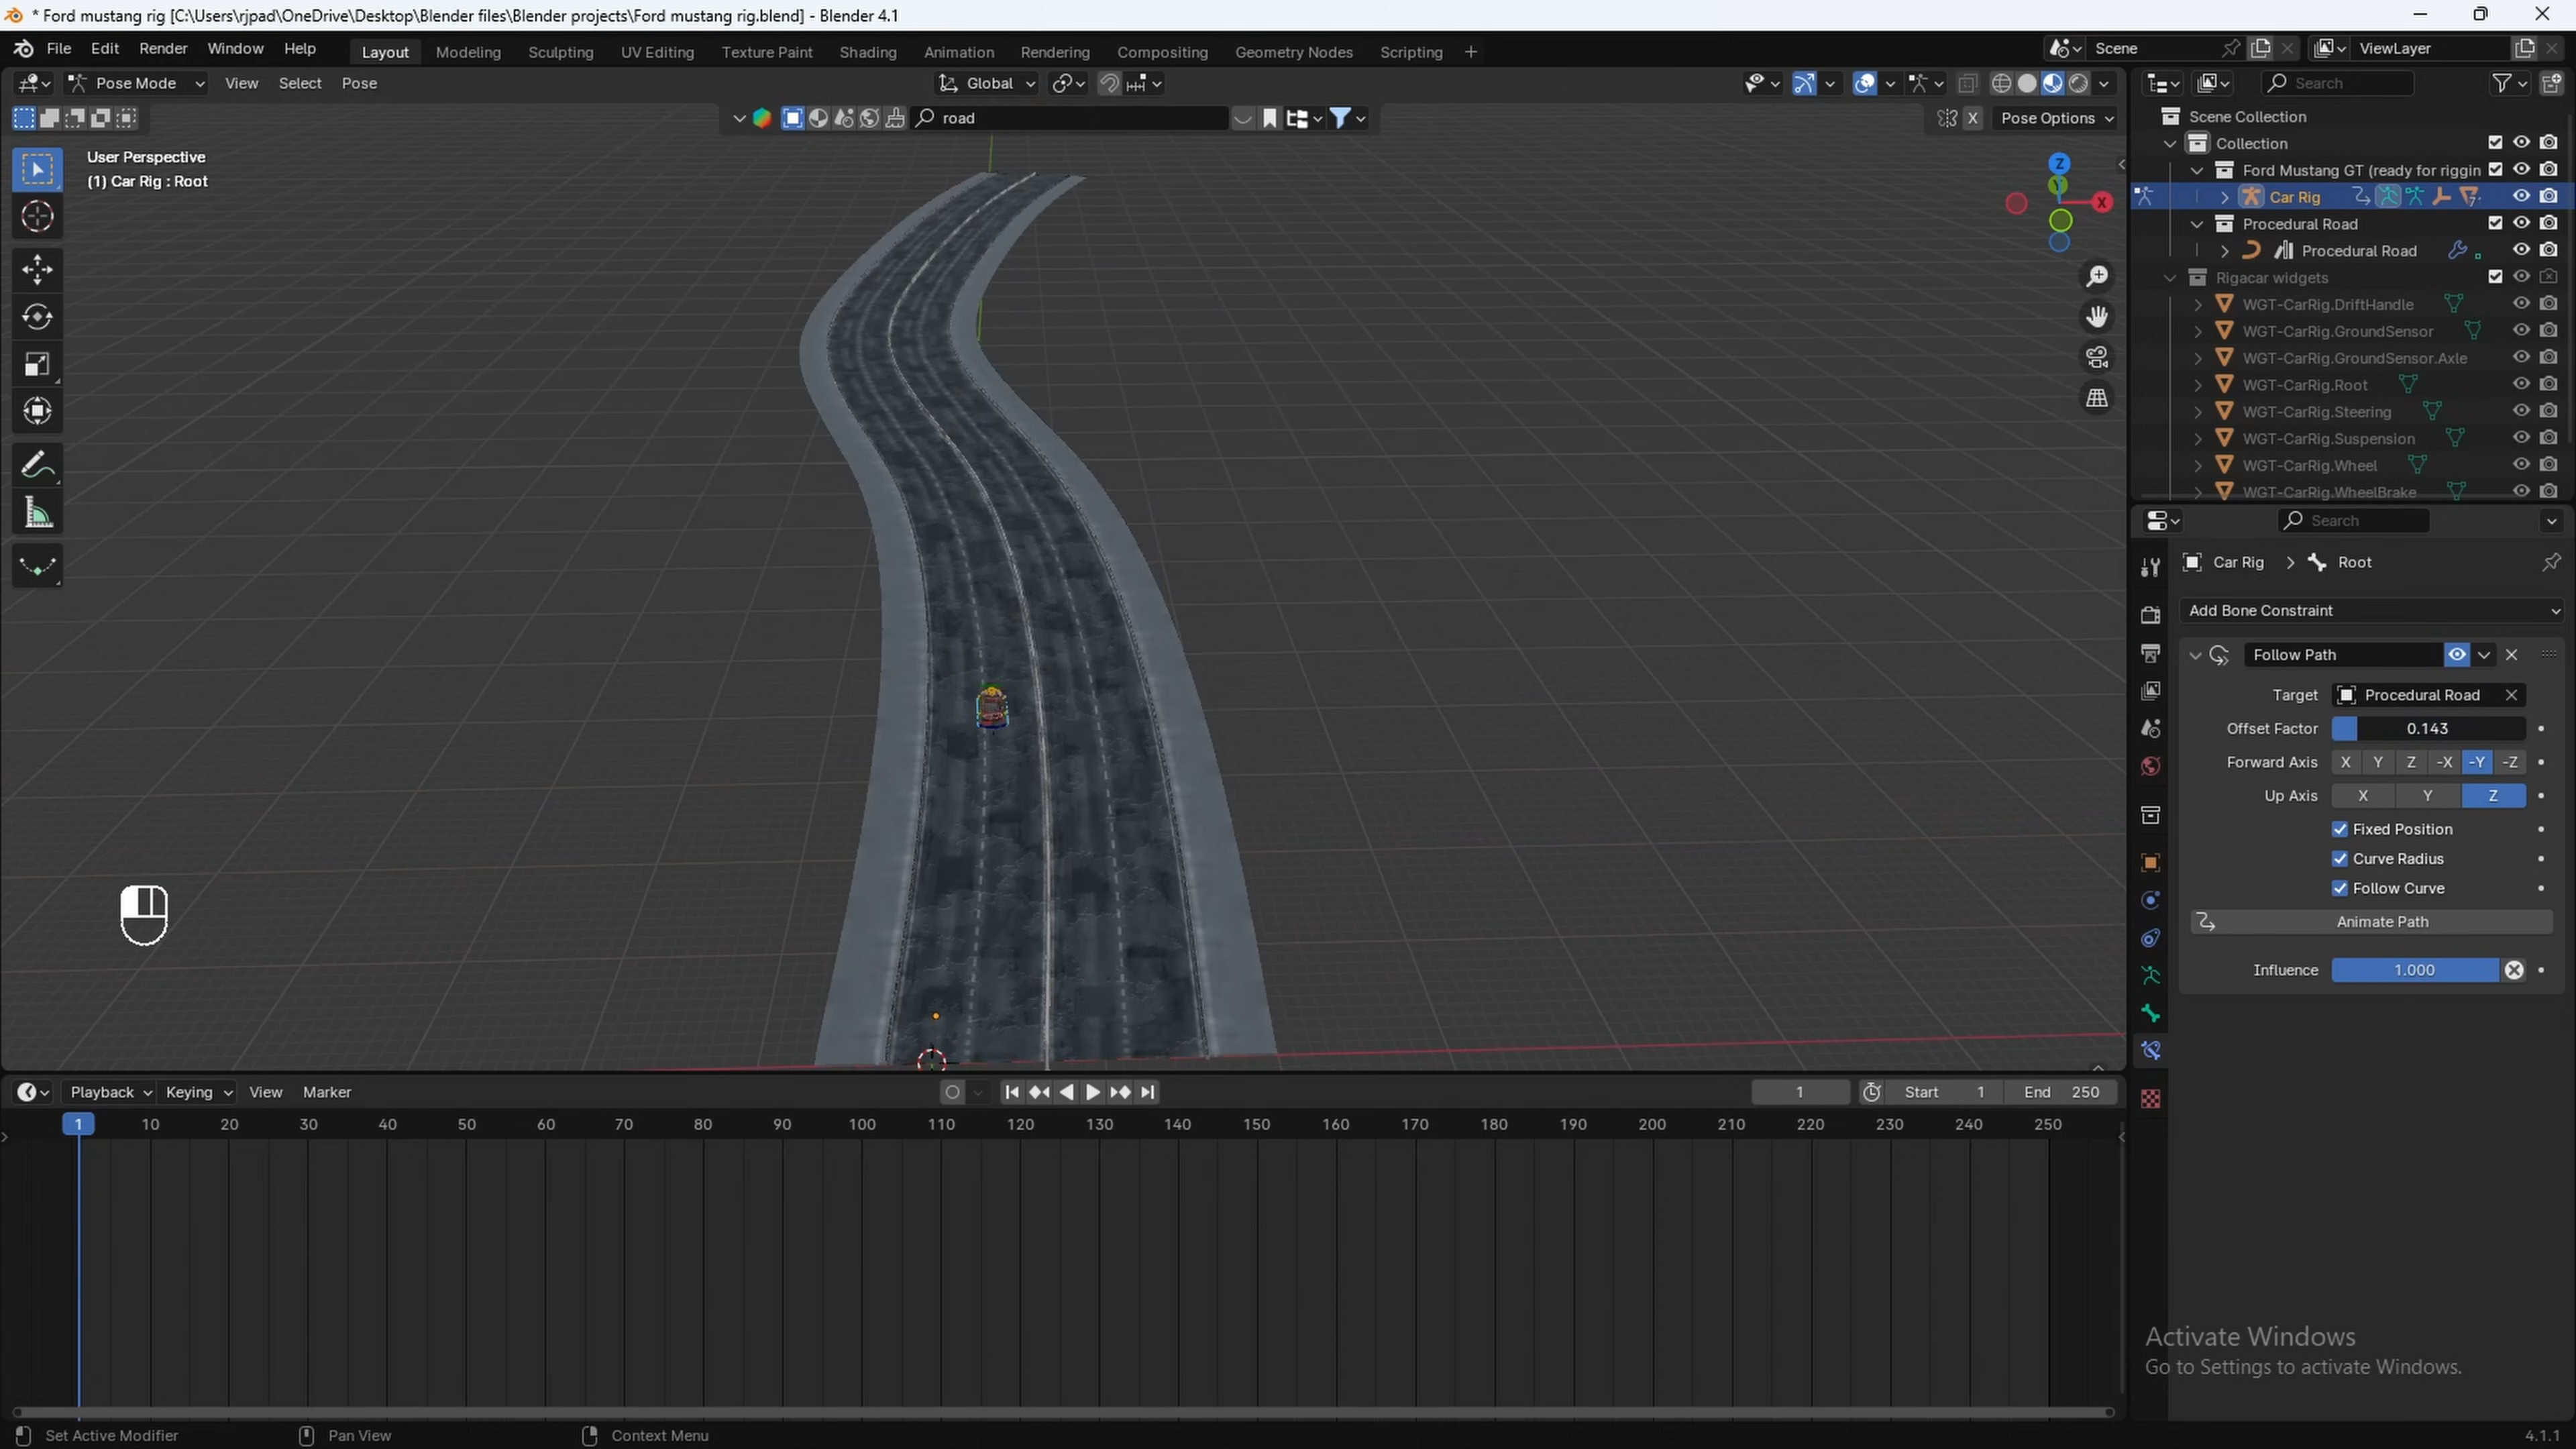 * Ford mustang rig [C:\Users\rjpad\OneDrive\Desktop\Blender files\Blender projects\Ford mustang rig.blend] - Blender 4.1
File Edit Render Window Help Layout Modeling Sculpting UV Editing Texture Paint Shading Animation Rendering Compositing Geometry Nodes Scripting + Scene ViewLayer
Pose Mode View Select Pose Global Search
road X Pose Options
User Perspective
(1) Car Rig : Root
Z
Y
X
Scene Collection
Collection
Ford Mustang GT (ready for riggin
Car Rig
Procedural Road
Procedural Road
Rigacar widgets
WGT-CarRig.DriftHandle
WGT-CarRig.GroundSensor
WGT-CarRig.GroundSensor.Axle
WGT-CarRig.Root
WGT-CarRig.Steering
WGT-CarRig.Suspension
WGT-CarRig.Wheel
WGT-CarRig.WheelBrake
Search
Car Rig > Root
Add Bone Constraint
Follow Path
Target Procedural Road
Offset Factor 0.143
Forward Axis X Y Z -X -Y -Z
Up Axis X Y Z
Fixed Position
Curve Radius
Follow Curve
Animate Path
Influence 1.000
Playback Keying View Marker 1 Start 1 End 250
1 10 20 30 40 50 60 70 80 90 100 110 120 130 140 150 160 170 180 190 200 210 220 230 240 250
Activate Windows
Go to Settings to activate Windows.
Set Active Modifier Pan View Context Menu 4.1.1